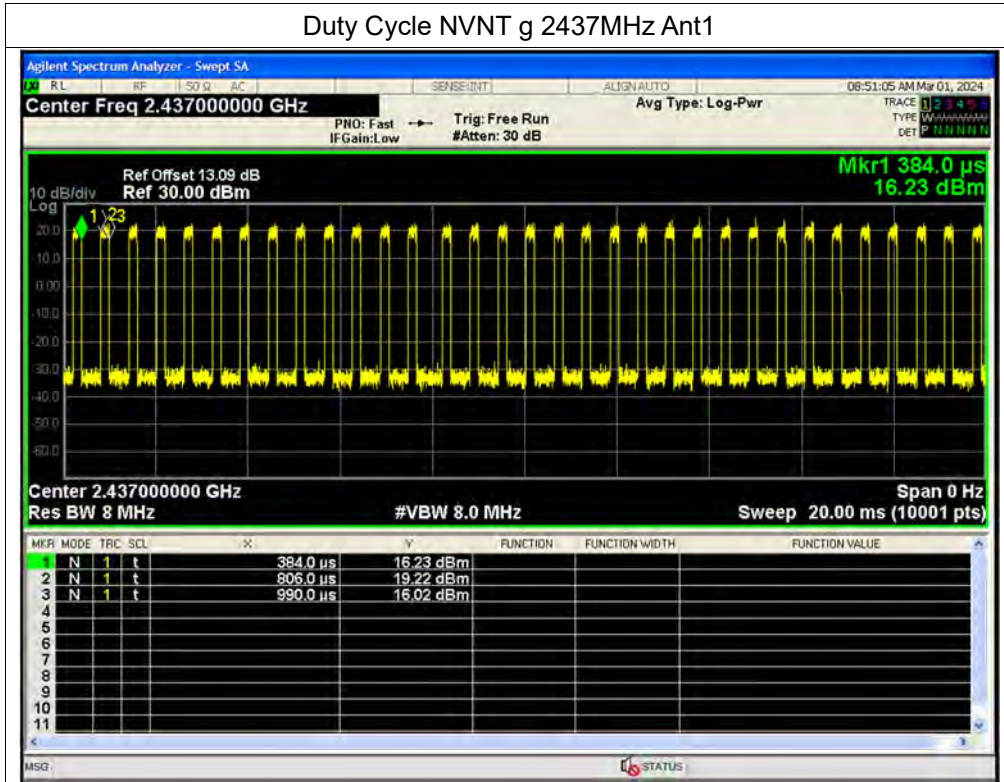 Duty Cycle NVNT g 2437MHz Ant1
Agilent Spectrum Analyzer - Swept SA
LXI RL RF 50 Ω AC SENSE:INT ALIGN AUTO 08:51:05 AM Mar 01, 2024
Center Freq 2.437000000 GHz Avg Type: Log-Pwr TRACE 1 2 3 4 5 6
PNO: Fast Trig: Free Run TYPE W
IFGain:Low #Atten: 30 dB DET P N N N N N
Mkr1 384.0 µs
Ref Offset 13.09 dB
10 dB/div Ref 30.00 dBm 16.23 dBm
Log
1 2 3
20.0
10.0
0.00
-10.0
-20.0
-30.0
-40.0
-50.0
-60.0
Center 2.437000000 GHz Span 0 Hz
Res BW 8 MHz #VBW 8.0 MHz Sweep 20.00 ms (10001 pts)
MKR MODE TRC SCL X Y FUNCTION FUNCTION WIDTH FUNCTION VALUE
1 N 1 t 384.0 µs 16.23 dBm
2 N 1 t 806.0 µs 19.22 dBm
3 N 1 t 990.0 µs 16.02 dBm
4
5
6
7
8
9
10
11
MSG STATUS